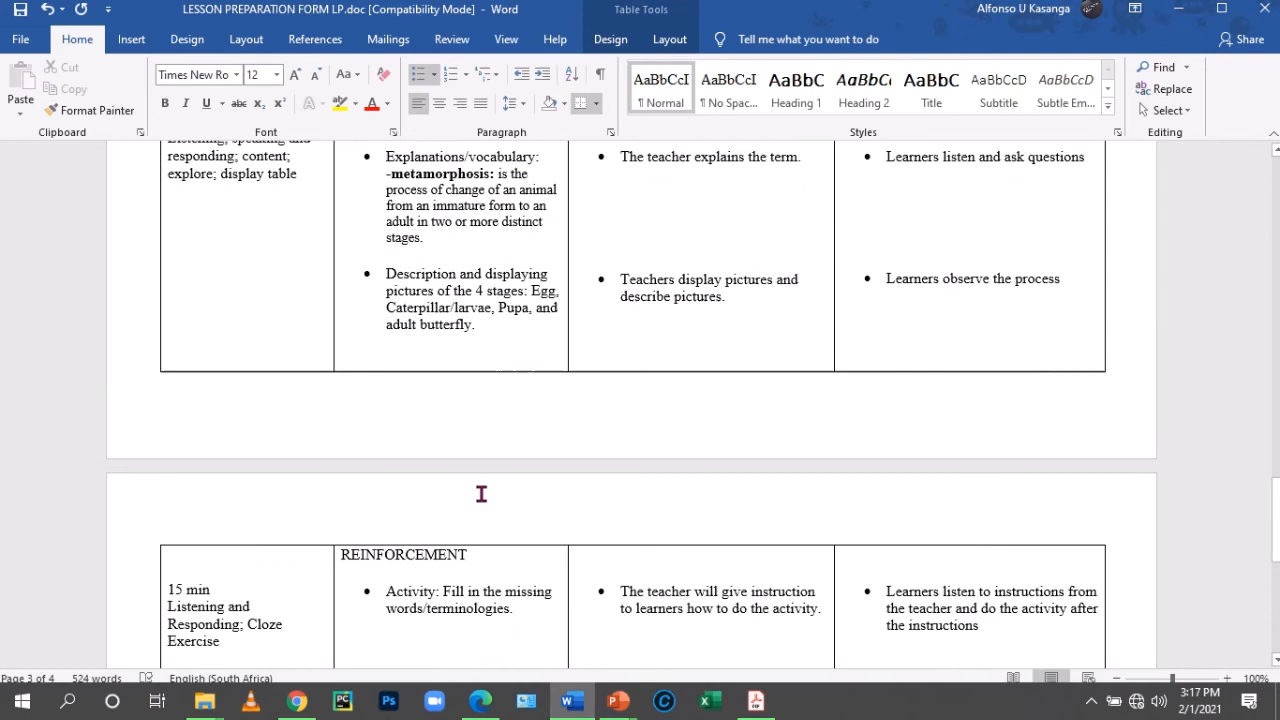 LESSON PREPARATION FORM LP.doc [Compatibility Mode] - Word
Table Tools
Alfonso U Kasanga
File Home Insert Design Layout References Mailings Review View Help Design Layout Tell me what you want to do Share
Paste
Cut
Copy
Format Painter
Times New Ro 12
AaBbCcI AaBbCcI AaBbC AaBbCc AaBbC AaBbCcD AaBbCcD
¶ Normal ¶ No Spac... Heading 1 Heading 2 Title Subtitle Subtle Em...
Find
Replace
Select
Clipboard Font Paragraph Styles Editing
Listening, speaking and
responding; content;
explore; display table
• Explanations/vocabulary:
-metamorphosis: is the
process of change of an animal
from an immature form to an
adult in two or more distinct
stages.
• Description and displaying
pictures of the 4 stages: Egg,
Caterpillar/larvae, Pupa, and
adult butterfly.
• The teacher explains the term.
• Teachers display pictures and
describe pictures.
• Learners listen and ask questions
• Learners observe the process
15 min
Listening and
Responding; Cloze
Exercise
REINFORCEMENT
• Activity: Fill in the missing
words/terminologies.
• The teacher will give instruction
to learners how to do the activity.
• Learners listen to instructions from
the teacher and do the activity after
the instructions
Page 3 of 4 524 words English (South Africa) 100%
3:17 PM
2/1/2021